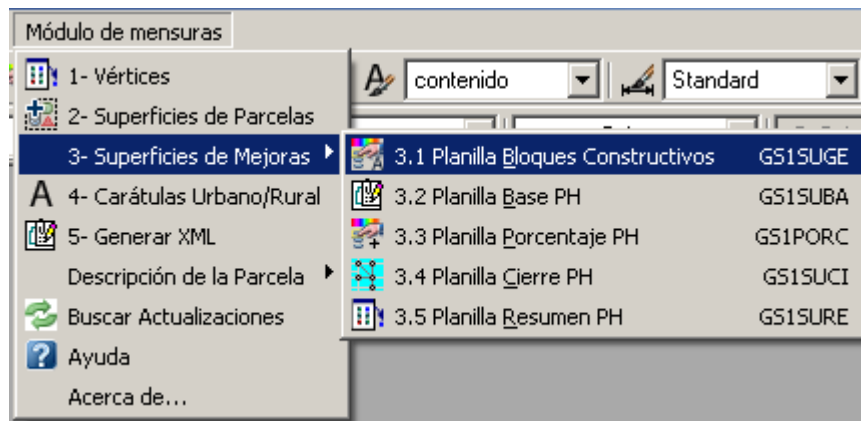 Módulo de mensuras
1- Vértices
contenido
Standard
2- Superficies de Parcelas
3- Superficies de Mejoras
3.1 Planilla Bloques Constructivos GS1SUGE
4- Carátulas Urbano/Rural
3.2 Planilla Base PH GS1SUBA
5- Generar XML
3.3 Planilla Porcentaje PH GS1PORC
Descripción de la Parcela
3.4 Planilla Cierre PH GS1SUCI
Buscar Actualizaciones
3.5 Planilla Resumen PH GS1SURE
Ayuda
Acerca de...